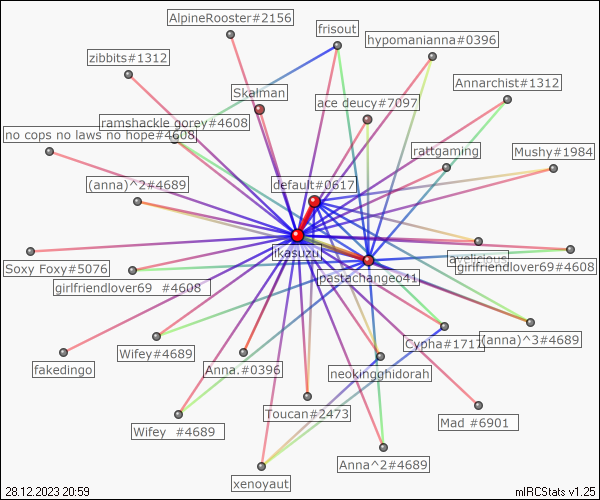 AlpineRooster#2156
frisout
hypomanianna#0396
zibbits#1312
Annarchist#1312
Skalman
ace deucy#7097
ramshackle gorey#4608
no cops no laws no hope#4608
rattgaming
Mushy#1984
(anna)^2#4689
default#0617
ikasuzu
avelicious
girlfriendlover69#4608
Soxy Foxy#5076
pastachangeo41
girlfriendlover69 #4608
Cypha#1717
(anna)^3#4689
Wifey#4689
fakedingo
Anna.#0396
neokingghidorah
Toucan#2473
Mad #6901
Wifey #4689
Anna^2#4689
xenoyaut
28.12.2023 20:59
mIRCStats v1.25